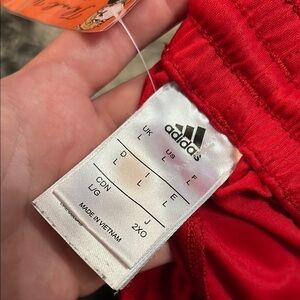 adidas
UK US F
L L L
D I E
L L L
CDN J
L/G 2XO
MADE IN VIETNAM